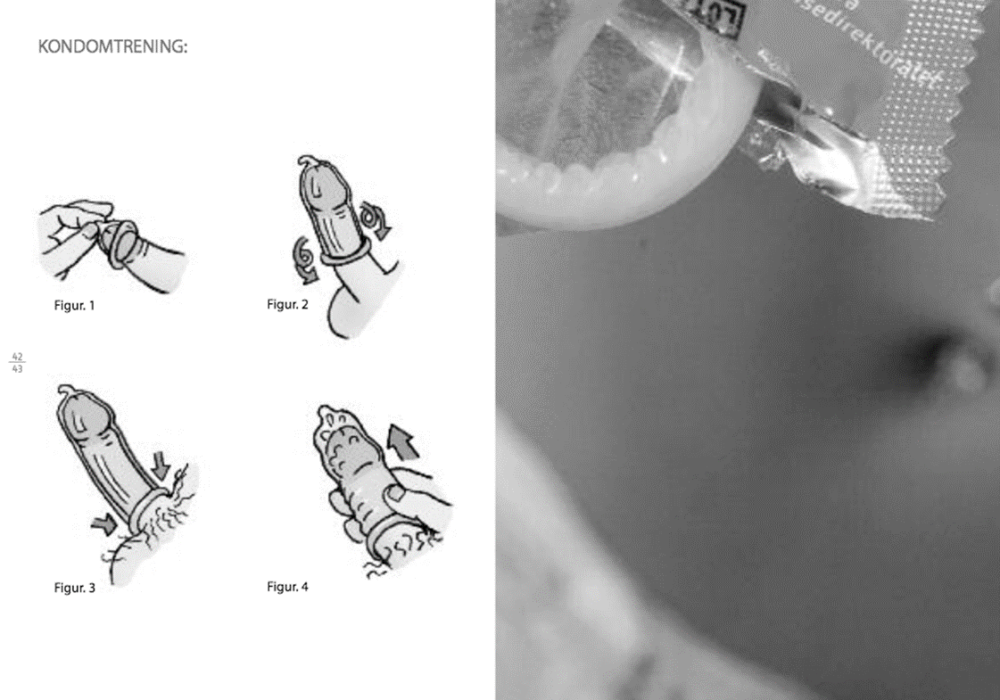 KONDOMTRENING:
Figur. 1
Figur. 2
42
43
Figur. 3
Figur. 4
LOT
sedirektoratet